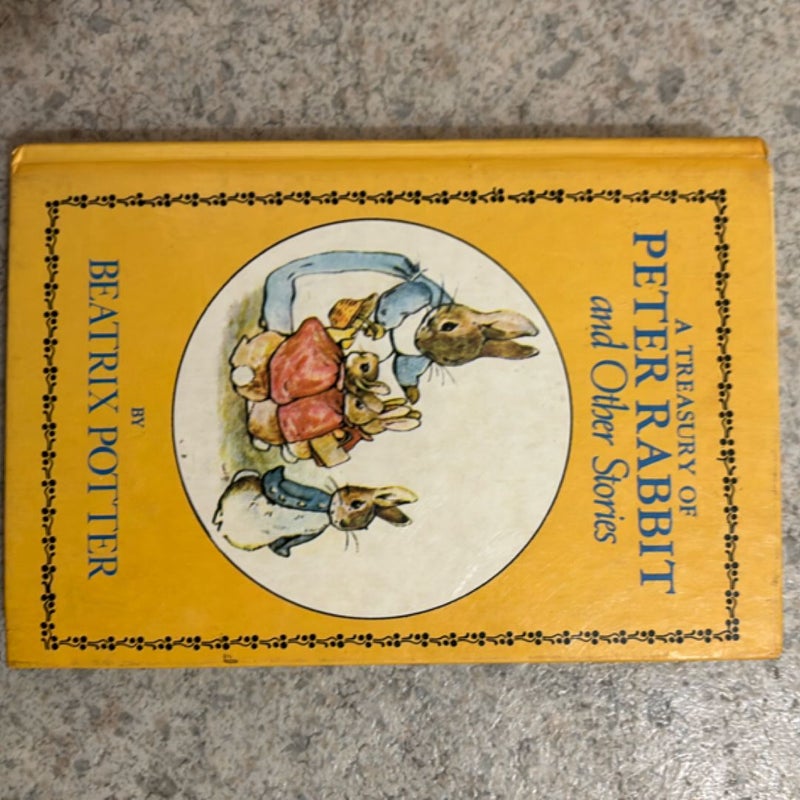 A TREASURY OF
PETER RABBIT
and Other Stories
BY
BEATRIX POTTER